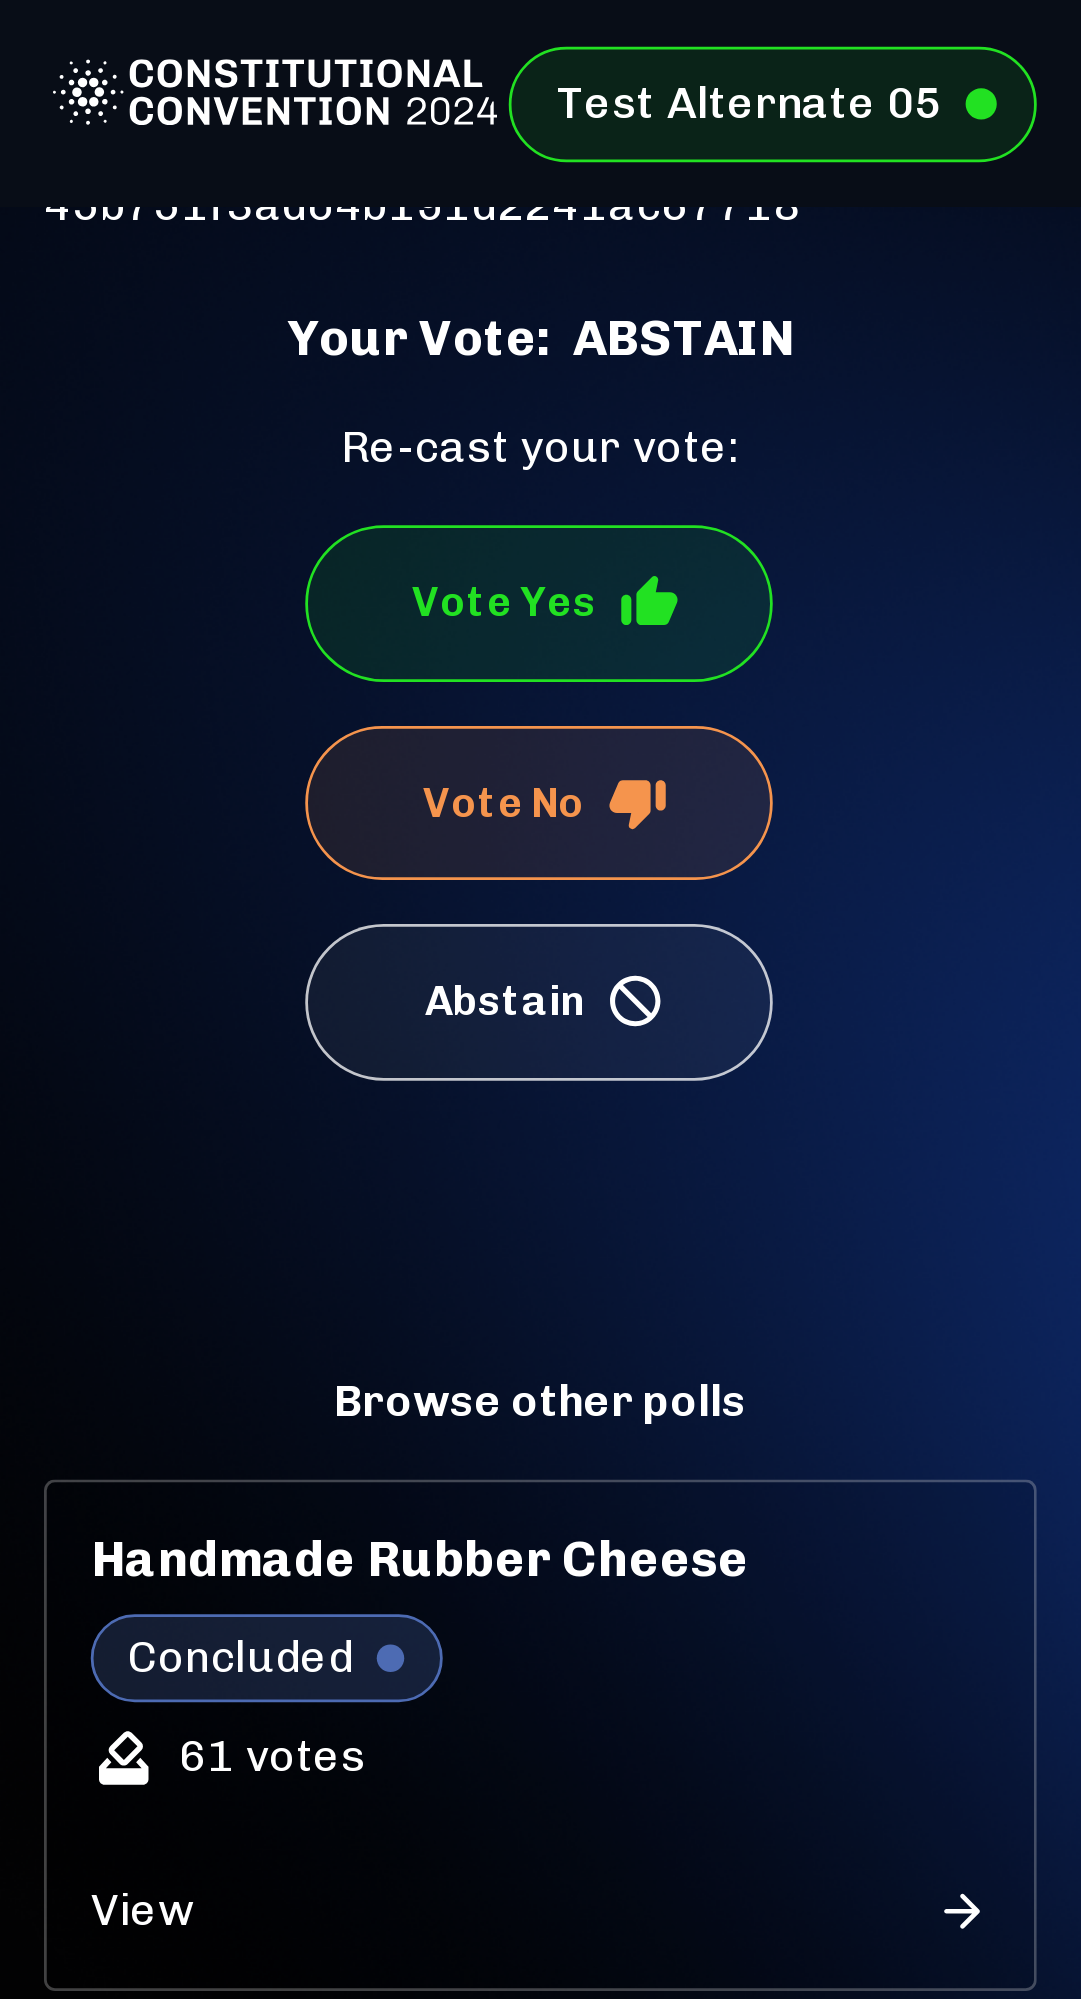 CONSTITUTIONAL
CONVENTION 2024
Test Alternate 05
Your Vote: ABSTAIN
Re-cast your vote:
Vote Yes
Vote No
Abstain
Browse other polls
Handmade Rubber Cheese
Concluded
61 votes
View